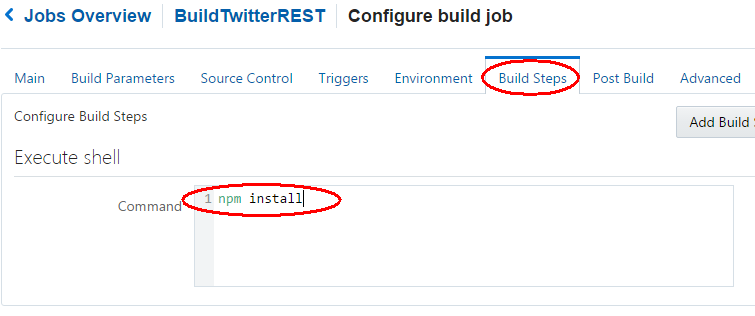 Jobs Overview BuildTwitterREST Configure build job
Main Build Parameters Source Control Triggers Environment Build Steps Post Build Advanced
Configure Build Steps
Add Build
Execute shell
Command 1 npm install